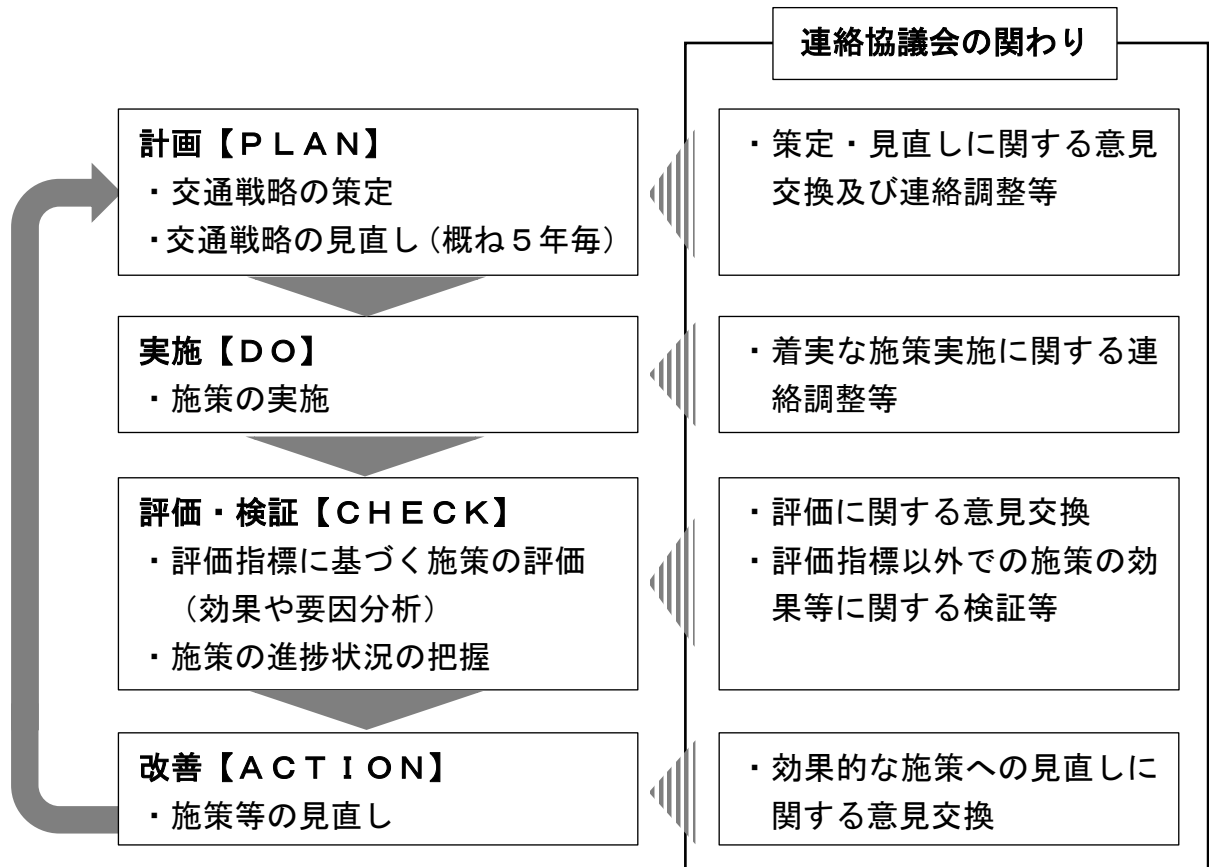 連絡協議会の関わり
計画【ＰＬＡＮ】
・交通戦略の策定
・交通戦略の見直し（概ね５年毎）
・策定・見直しに関する意見
交換及び連絡調整等
実施【ＤＯ】
・施策の実施
・着実な施策実施に関する連
絡調整等
評価・検証【ＣＨＥＣＫ】
・評価指標に基づく施策の評価
（効果や要因分析）
・施策の進捗状況の把握
・評価に関する意見交換
・評価指標以外での施策の効
果等に関する検証等
改善【ＡＣＴＩＯＮ】
・施策等の見直し
・効果的な施策への見直しに
関する意見交換